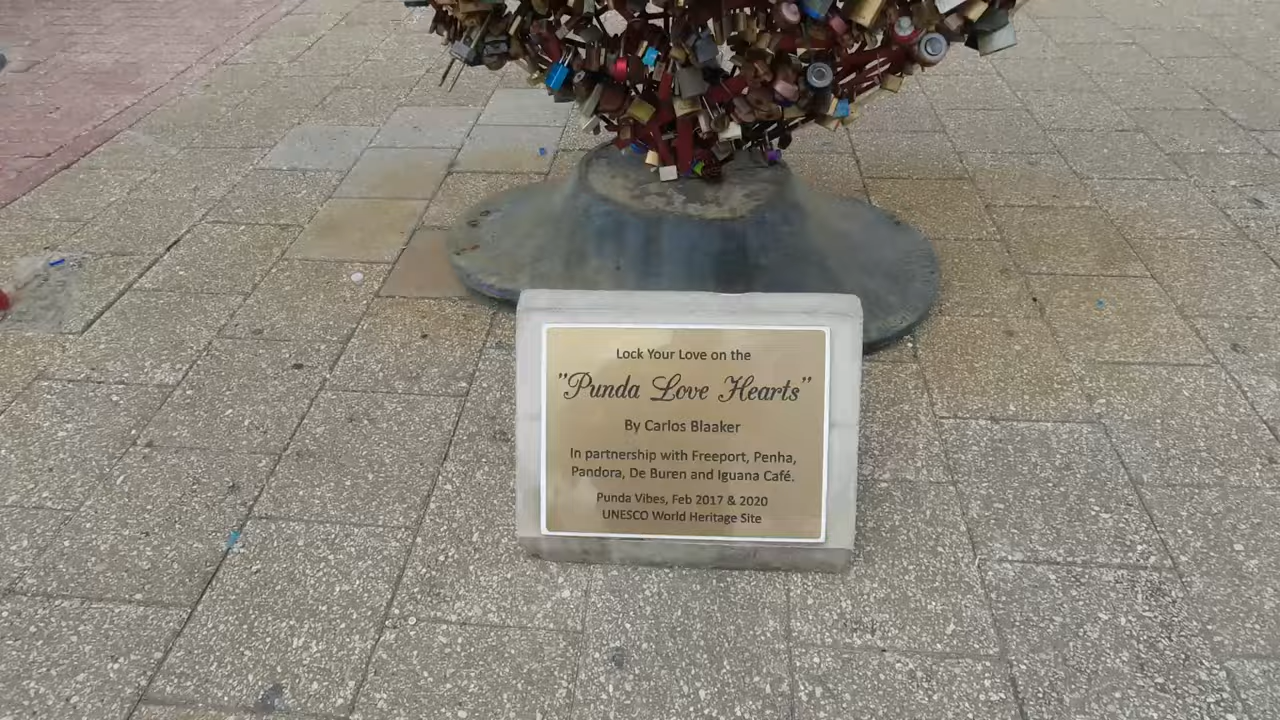 Lock Your Love on the
"Punda Love Hearts"
By Carlos Blaaker
In partnership with Freeport, Penha,
Pandora, De Buren and Iguana Café.
Punda Vibes, Feb 2017 & 2020
UNESCO World Heritage Site